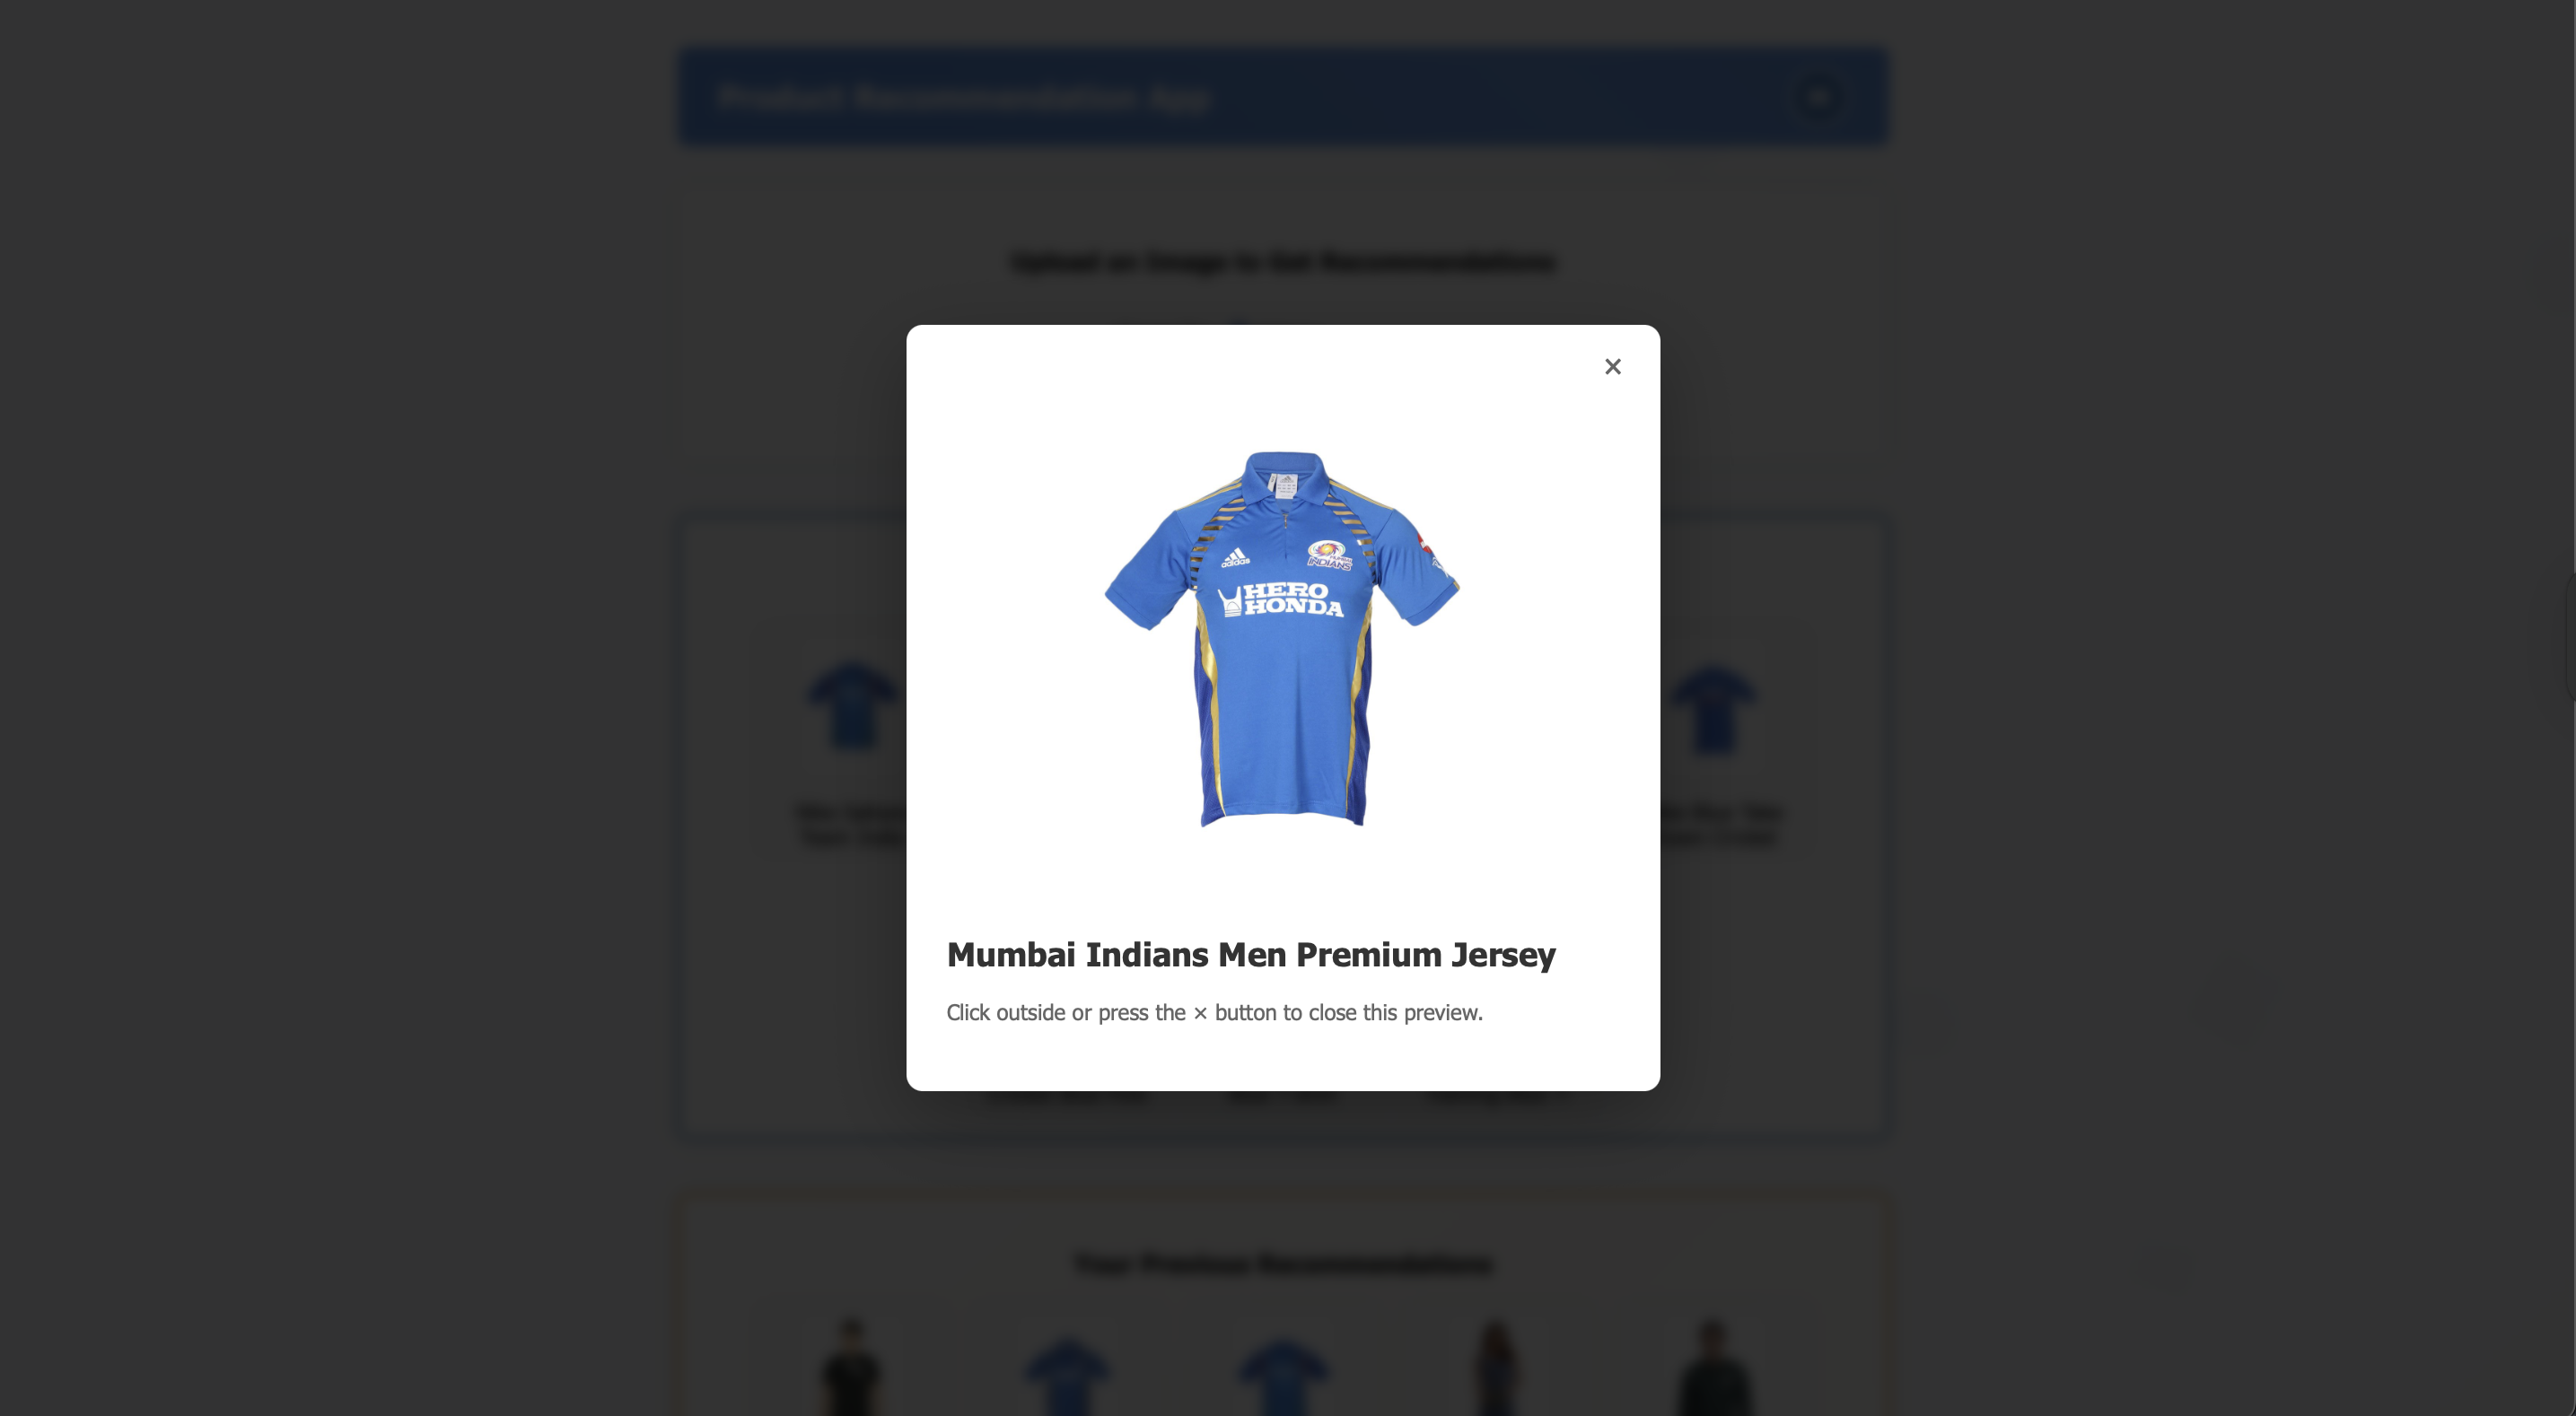 Product Recommendation App
Upload an Image to Get Recommendations
×
adidas
MUMBAI
INDIANS
HERO
HONDA
Mumbai Indians Men Premium Jersey
Click outside or press the × button to close this preview.
Your Previous Recommendations